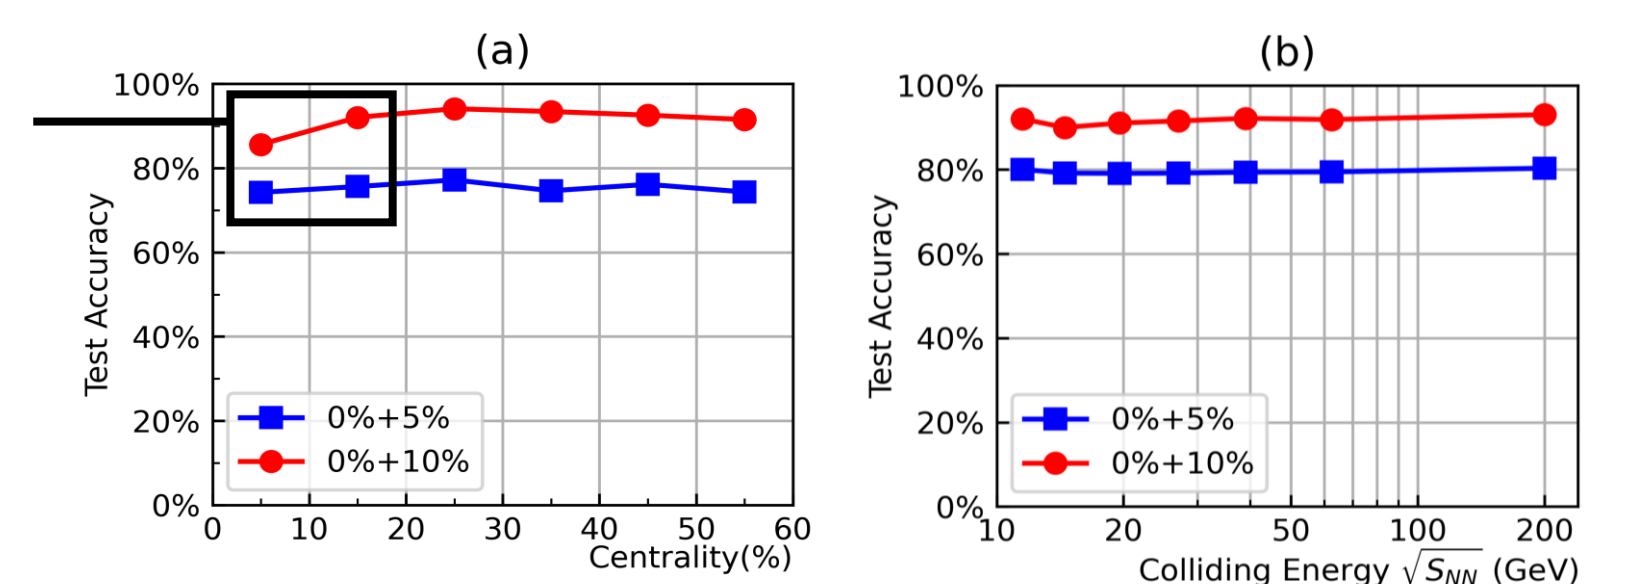 (a)
100%
80%
60%
40%
20%
0%
Test Accuracy
0%+5%
0%+10%
0 10 20 30 40 50 60
Centrality(%)
(b)
100%
80%
60%
40%
20%
0%
Test Accuracy
0%+5%
0%+10%
10 20 50 100 200
Colliding Energy √S_NN (GeV)